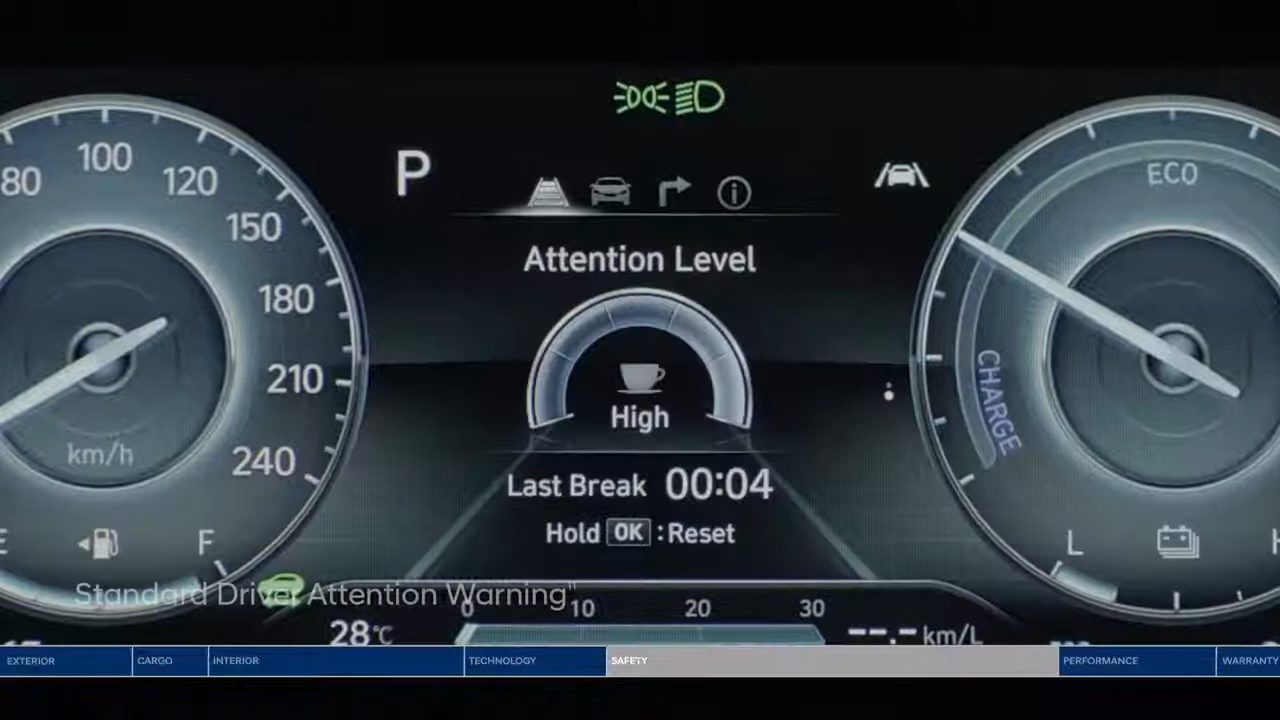 80
100
120
150
180
210
240
km/h
E
F
P
ECO
CHARGE
L
H
Attention Level
High
Last Break 00:04
Hold OK : Reset
Standard Driver Attention Warning"
0 10 20 30
28°C
--.- km/L
EXTERIOR
CARGO
INTERIOR
TECHNOLOGY
SAFETY
PERFORMANCE
WARRANTY